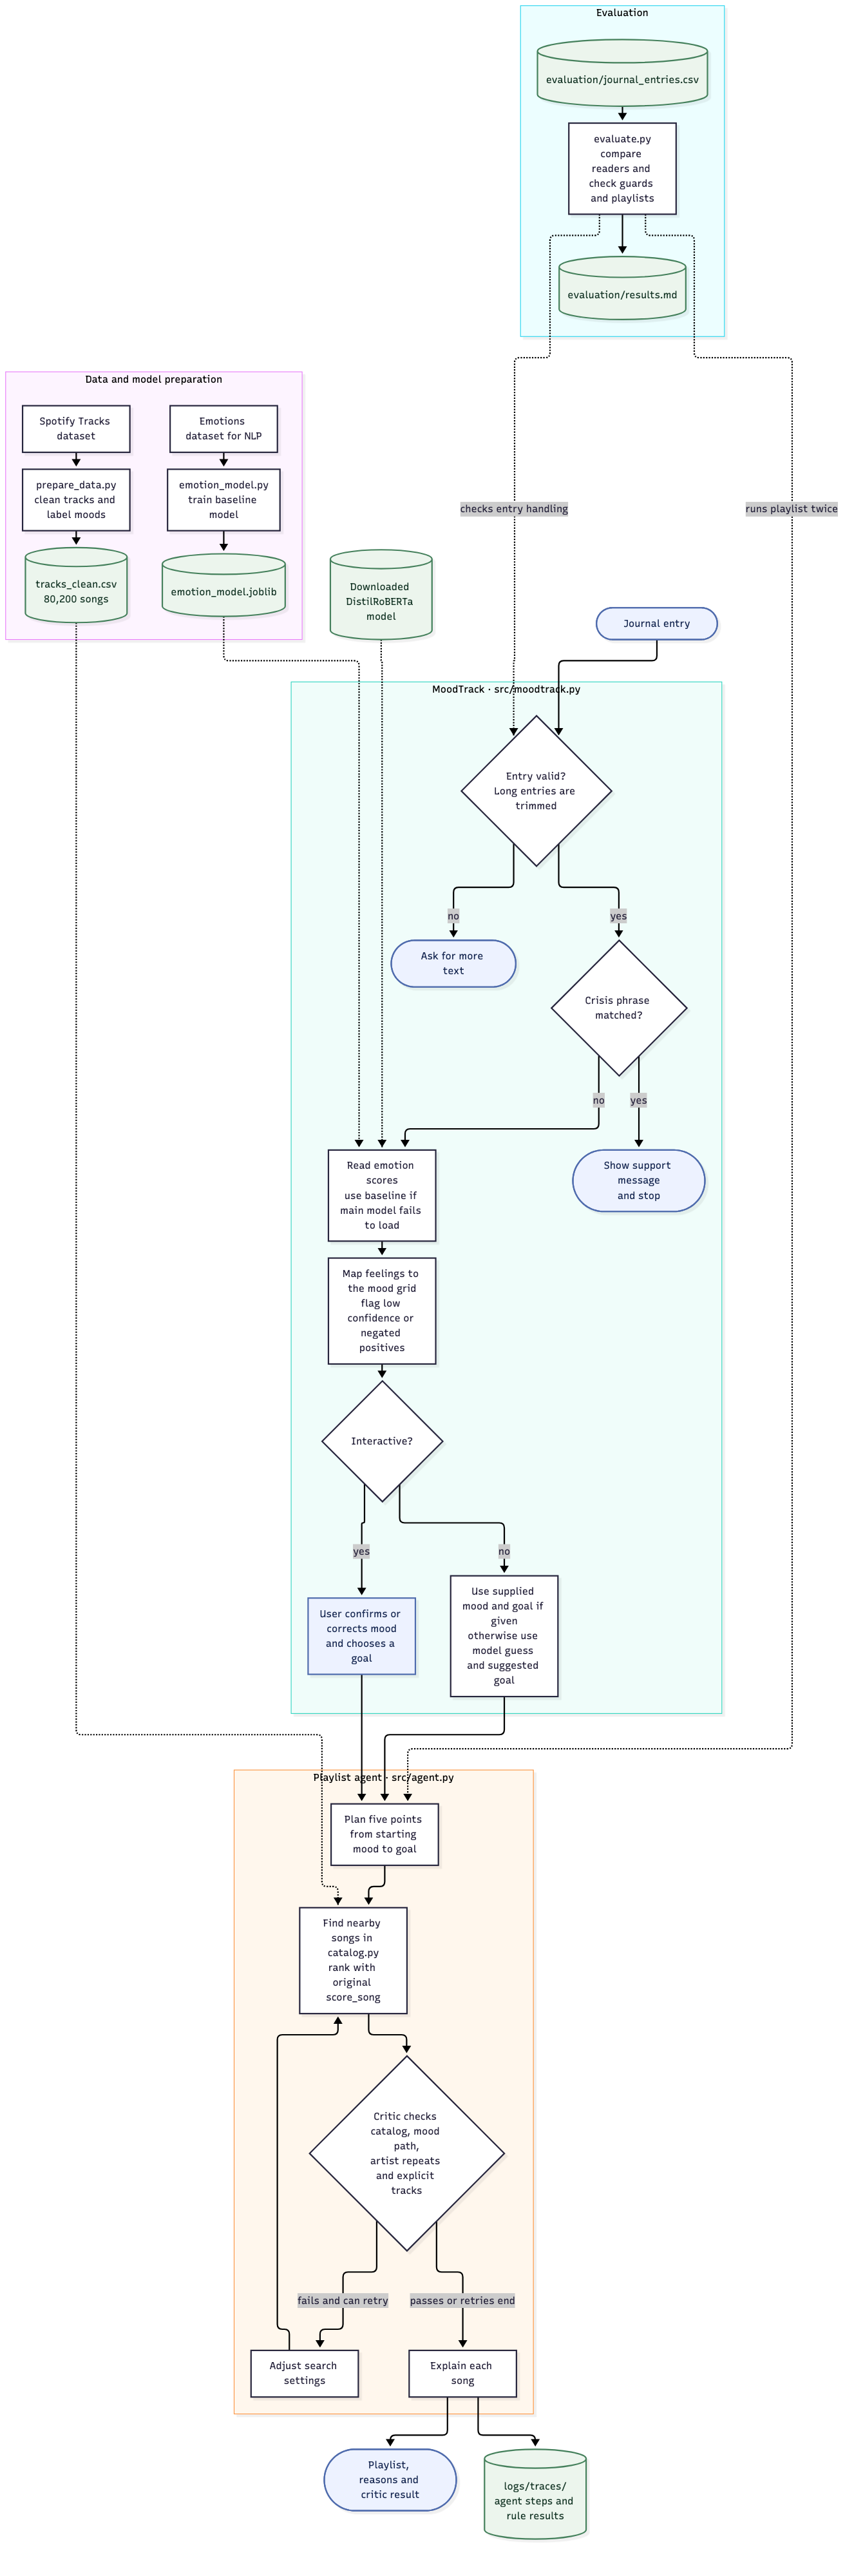 Evaluation
evaluation/journal_entries.csv
evaluate.py
compare
readers and
check guards
and playlists
evaluation/results.md
Data and model preparation
Spotify Tracks
dataset
Emotions
dataset for NLP
prepare_data.py
clean tracks and
label moods
emotion_model.py
train baseline
model
tracks_clean.csv
80,200 songs
emotion_model.joblib
checks entry handling
runs playlist twice
Downloaded
DistilRoBERTa
model
Journal entry
MoodTrack · src/moodtrack.py
Entry valid?
Long entries are
trimmed
no
yes
Ask for more
text
Crisis phrase
matched?
no
yes
Read emotion
scores
use baseline if
main model fails
to load
Show support
message
and stop
Map feelings to
the mood grid
flag low
confidence or
negated
positives
Interactive?
yes
no
User confirms or
corrects mood
and chooses a
goal
Use supplied
mood and goal if
given
otherwise use
model guess
and suggested
goal
Playlist agent · src/agent.py
Plan five points
from starting
mood to goal
Find nearby
songs in
catalog.py
rank with
original
score_song
Critic checks
catalog, mood
path,
artist repeats
and explicit
tracks
fails and can retry
passes or retries end
Adjust search
settings
Explain each
song
Playlist,
reasons and
critic result
logs/traces/
agent steps and
rule results